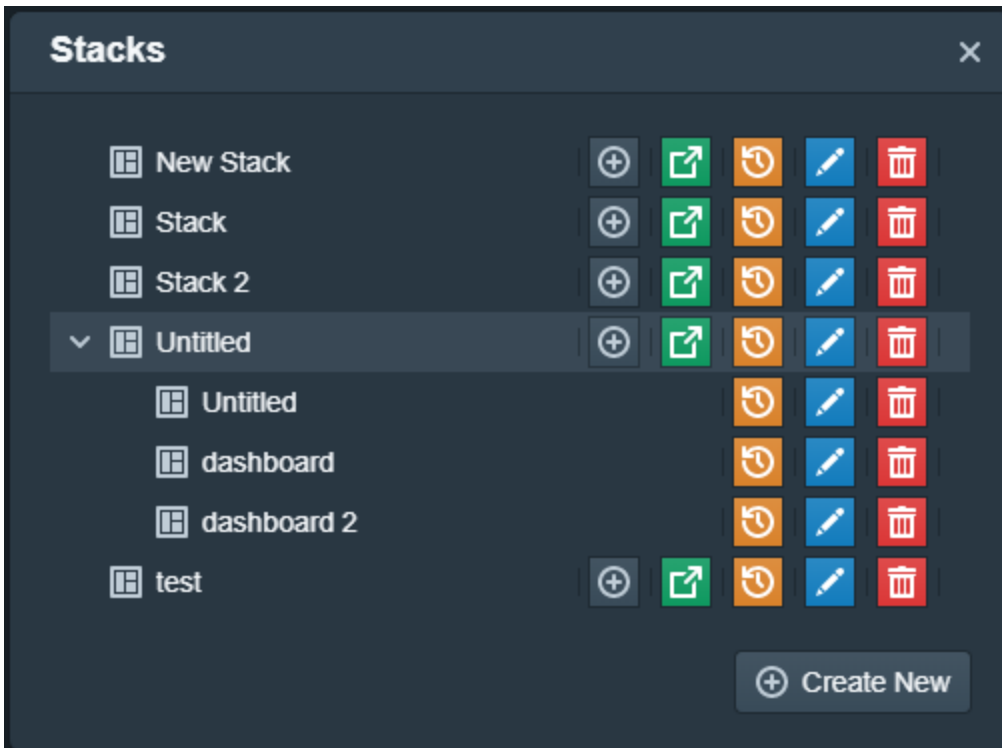 Stacks
New Stack
Stack
Stack 2
Untitled
Untitled
dashboard
dashboard 2
test
Create New